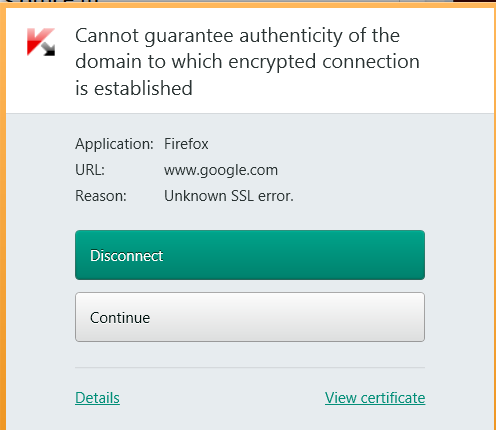 Cannot guarantee authenticity of the
domain to which encrypted connection
is established
Application: Firefox
URL: www.google.com
Reason: Unknown SSL error.
Disconnect
Continue
Details View certificate